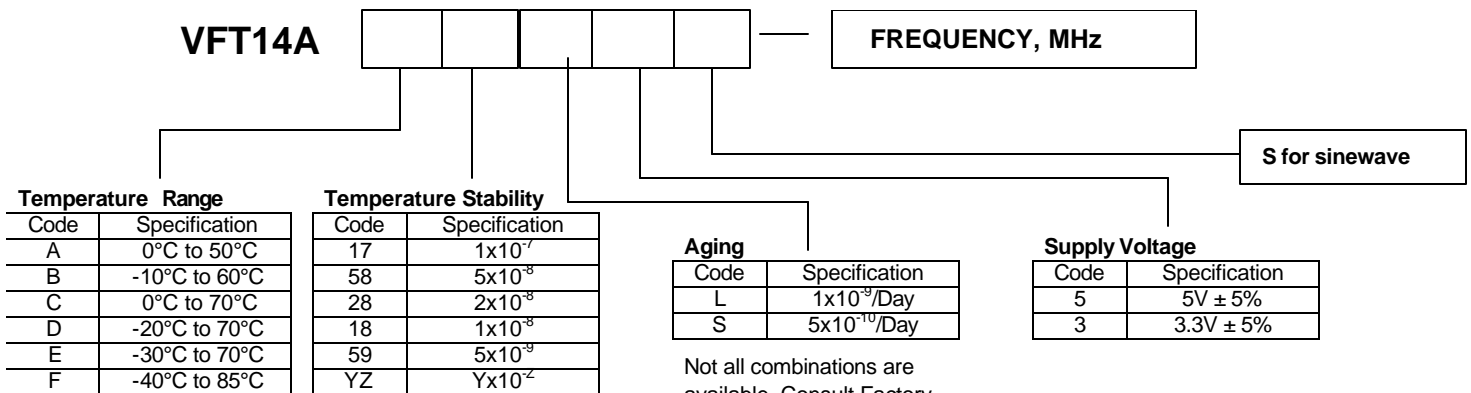 VFT14A — FREQUENCY, MHz
S for sinewave
Temperature Range
Code Specification
A 0°C to 50°C
B -10°C to 60°C
C 0°C to 70°C
D -20°C to 70°C
E -30°C to 70°C
F -40°C to 85°C
Temperature Stability
Code Specification
17 1x10⁻⁷
58 5x10⁻⁸
28 2x10⁻⁸
18 1x10⁻⁸
59 5x10⁻⁹
YZ Yx10⁻ᶻ
Aging
Code Specification
L 1x10⁻⁹/Day
S 5x10⁻¹⁰/Day
Not all combinations are
available. Consult Factory
Supply Voltage
Code Specification
5 5V ± 5%
3 3.3V ± 5%